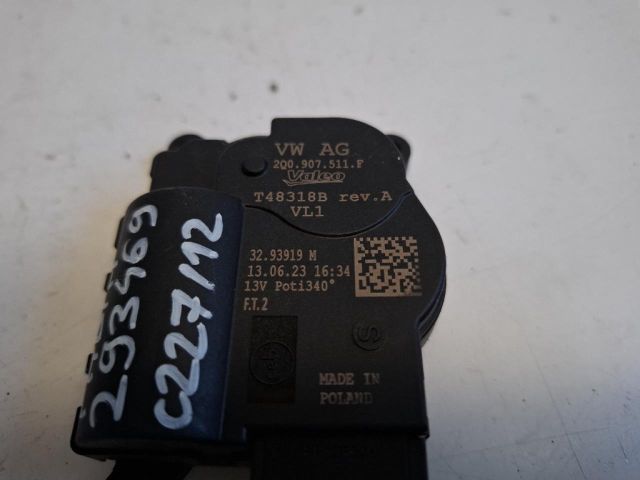 VW AG
2Q0.907.511.F
Valeo
T48318B rev.A
VL1
32.93919 M
13.06.23 16:34
13V Poti340°
F.T.2
S
MADE IN
POLAND
293469
C227/12